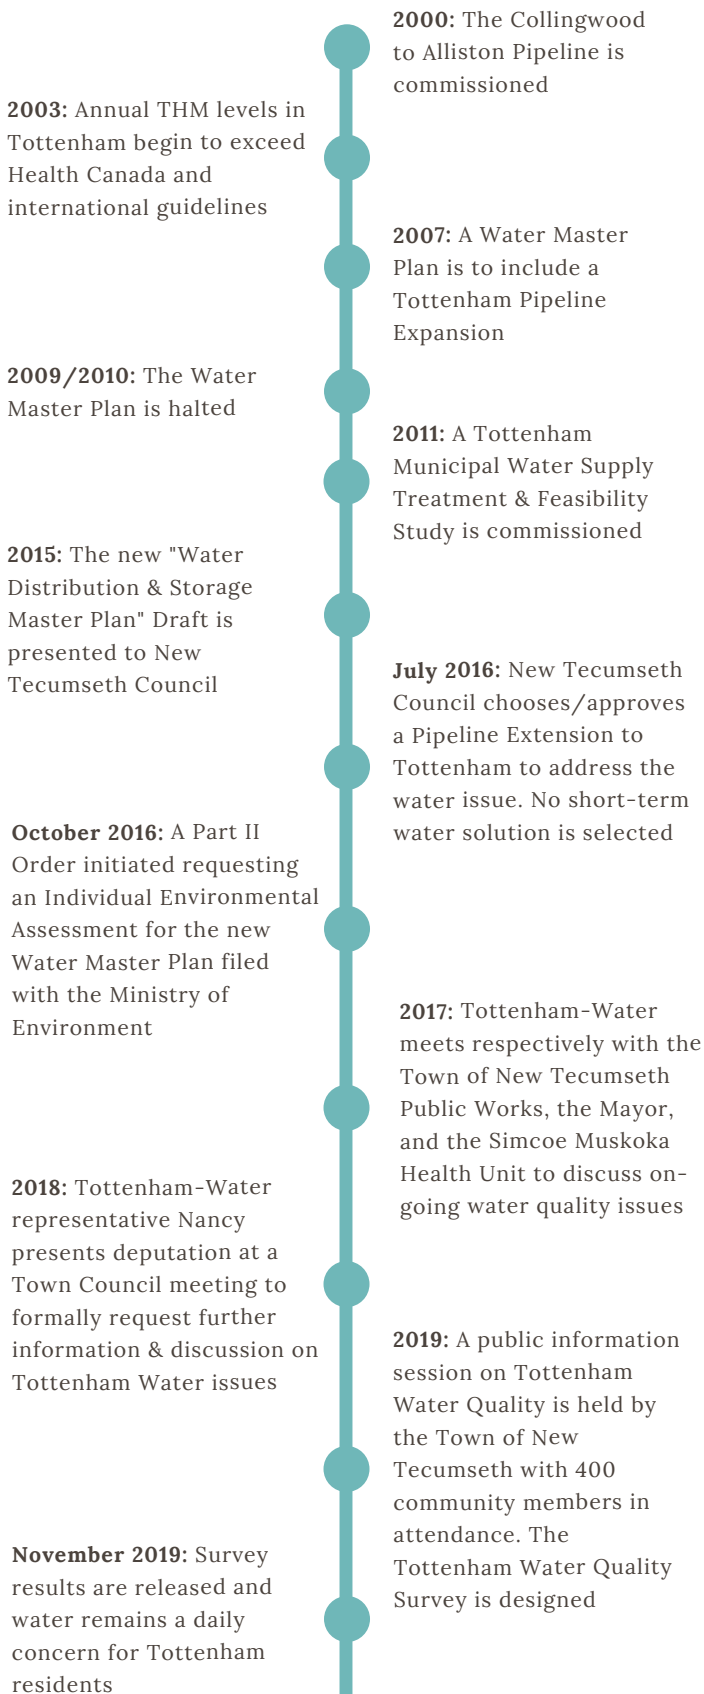 2000: The Collingwood
to Alliston Pipeline is
commissioned
2003: Annual THM levels in
Tottenham begin to exceed
Health Canada and
international guidelines
2007: A Water Master
Plan is to include a
Tottenham Pipeline
Expansion
2009/2010: The Water
Master Plan is halted
2011: A Tottenham
Municipal Water Supply
Treatment & Feasibility
Study is commissioned
2015: The new "Water
Distribution & Storage
Master Plan" Draft is
presented to New
Tecumseth Council
July 2016: New Tecumseth
Council chooses/approves
a Pipeline Extension to
Tottenham to address the
water issue. No short-term
water solution is selected
October 2016: A Part II
Order initiated requesting
an Individual Environmental
Assessment for the new
Water Master Plan filed
with the Ministry of
Environment
2017: Tottenham-Water
meets respectively with the
Town of New Tecumseth
Public Works, the Mayor,
and the Simcoe Muskoka
Health Unit to discuss on-
going water quality issues
2018: Tottenham-Water
representative Nancy
presents deputation at a
Town Council meeting to
formally request further
information & discussion on
Tottenham Water issues
2019: A public information
session on Tottenham
Water Quality is held by
the Town of New
Tecumseth with 400
community members in
attendance. The
Tottenham Water Quality
Survey is designed
November 2019: Survey
results are released and
water remains a daily
concern for Tottenham
residents